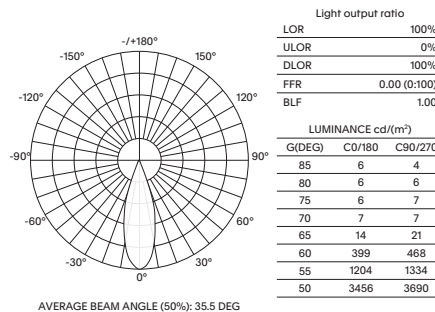 -/+180°
-150°
150°
-120°
120°
-90°
90°
-60°
60°
-30°
30°
0°
AVERAGE BEAM ANGLE (50%): 35.5 DEG
Light output ratio
LOR 100%
ULOR 0%
DLOR 100%
FFR 0.00 (0:100)
BLF 1.00
LUMINANCE cd/(m²)
G(DEG) C0/180 C90/270
85 6 4
80 6 6
75 6 7
70 7 7
65 14 21
60 399 468
55 1204 1334
50 3456 3690